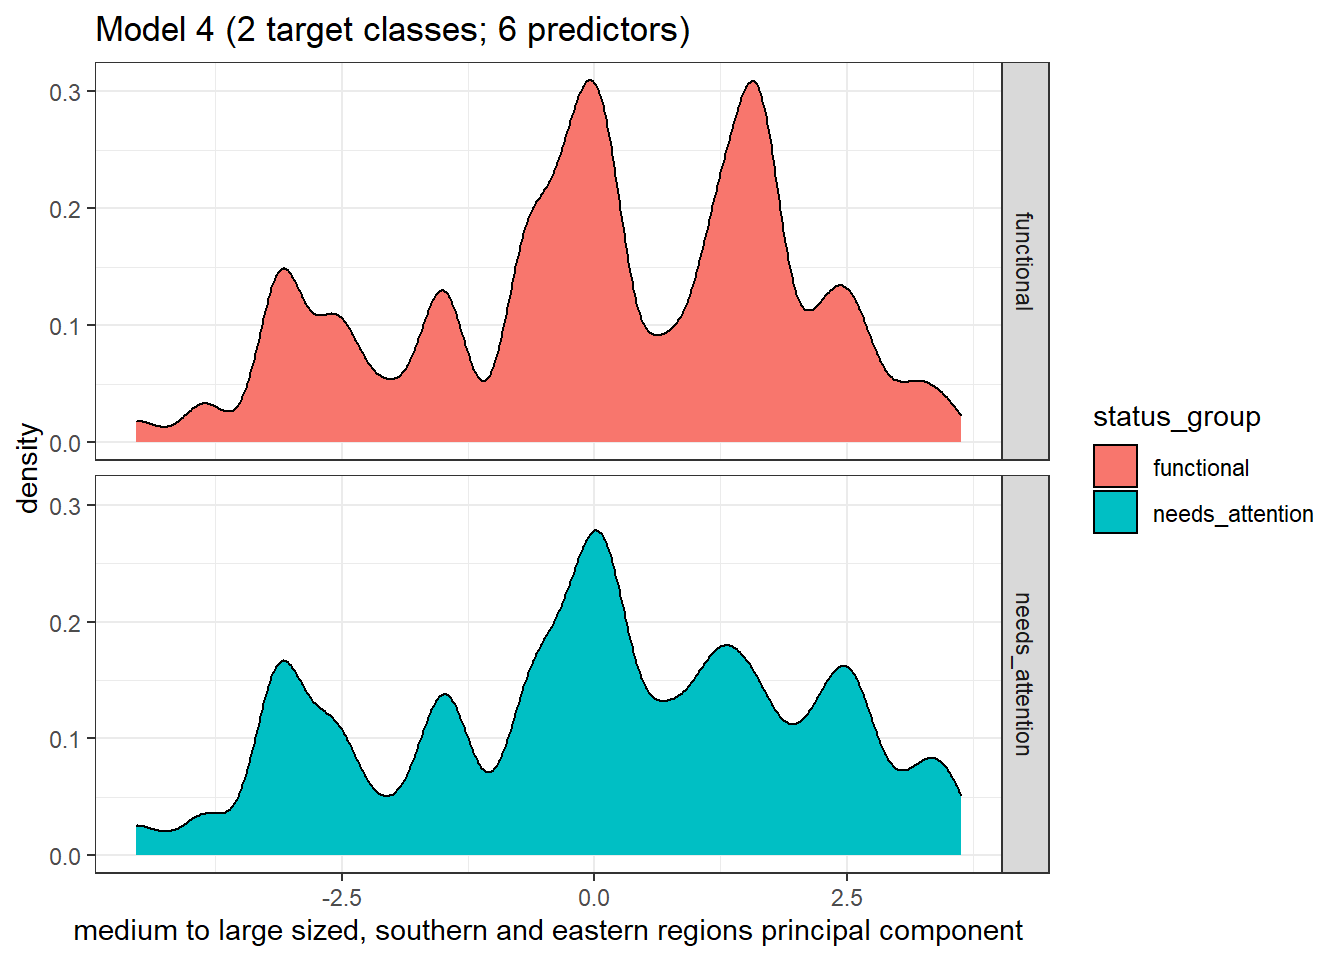 Model 4 (2 target classes; 6 predictors)
density
0.3
0.2
0.1
0.0
functional
0.3
0.2
0.1
0.0
needs_attention
-2.5 0.0 2.5
medium to large sized, southern and eastern regions principal component
status_group
functional
needs_attention